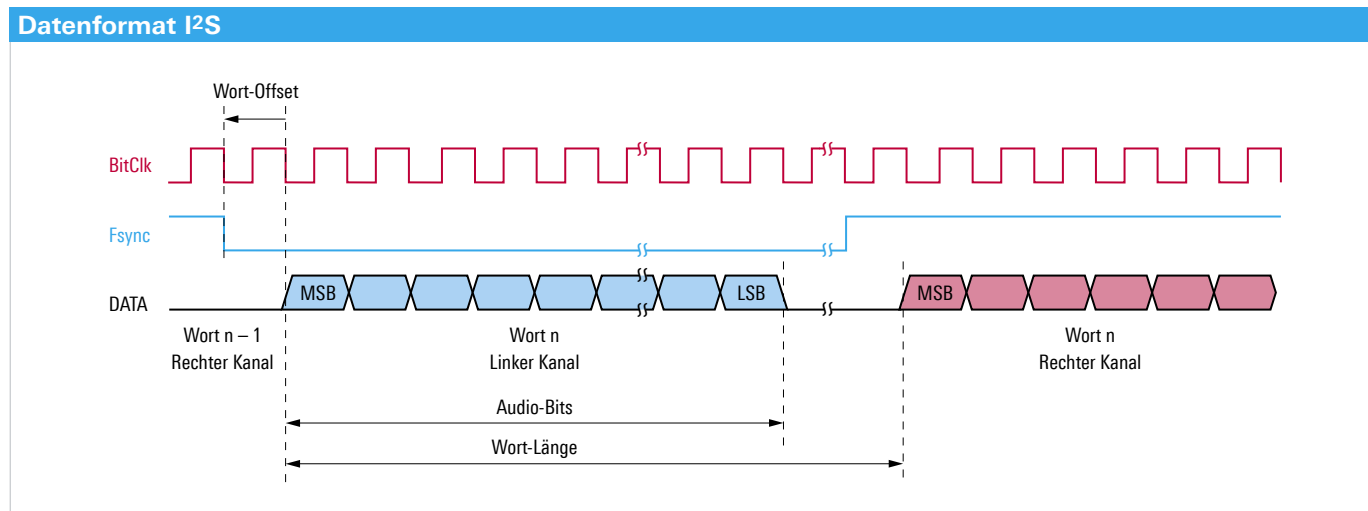 Datenformat I2S
Wort-Offset
BitClk
Fsync
DATA
MSB
LSB
MSB
Wort n – 1
Rechter Kanal
Wort n
Linker Kanal
Wort n
Rechter Kanal
Audio-Bits
Wort-Länge